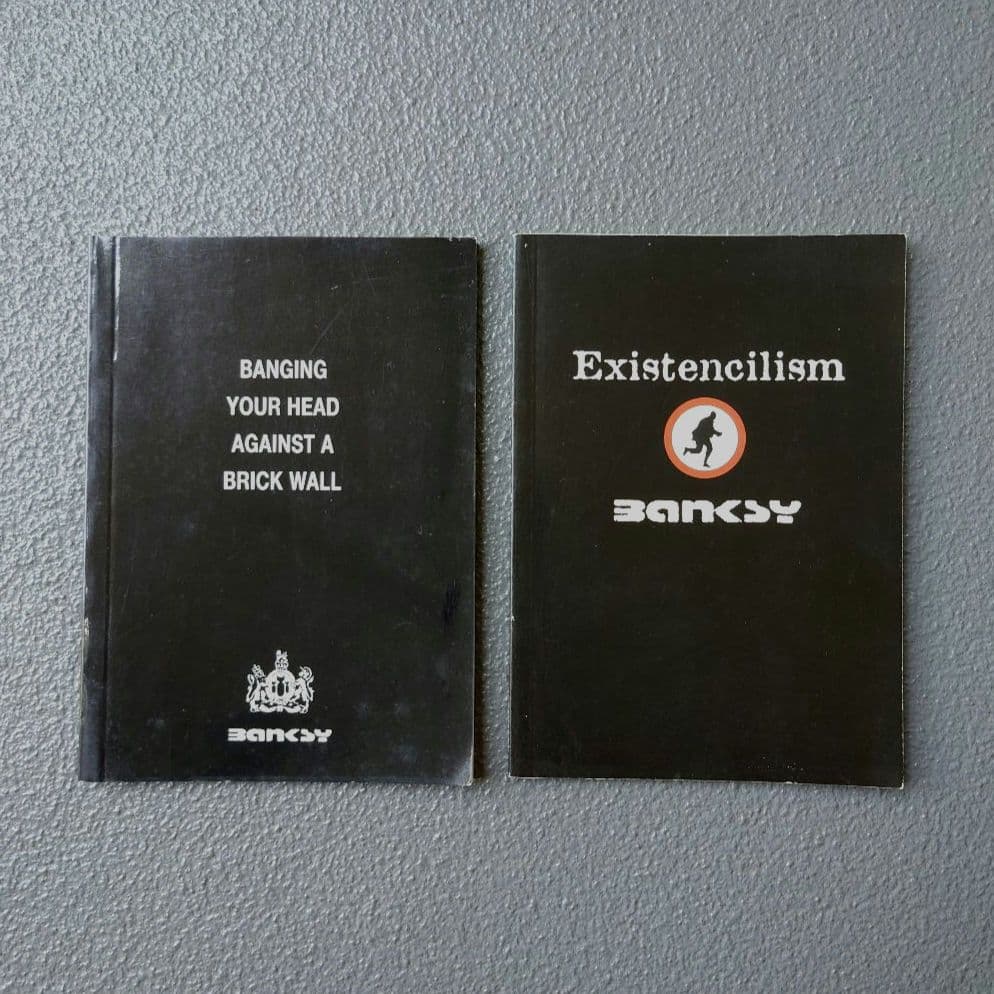 BANGING
YOUR HEAD
AGAINST A
BRICK WALL
BANKSY
Existencilism
BANKSY